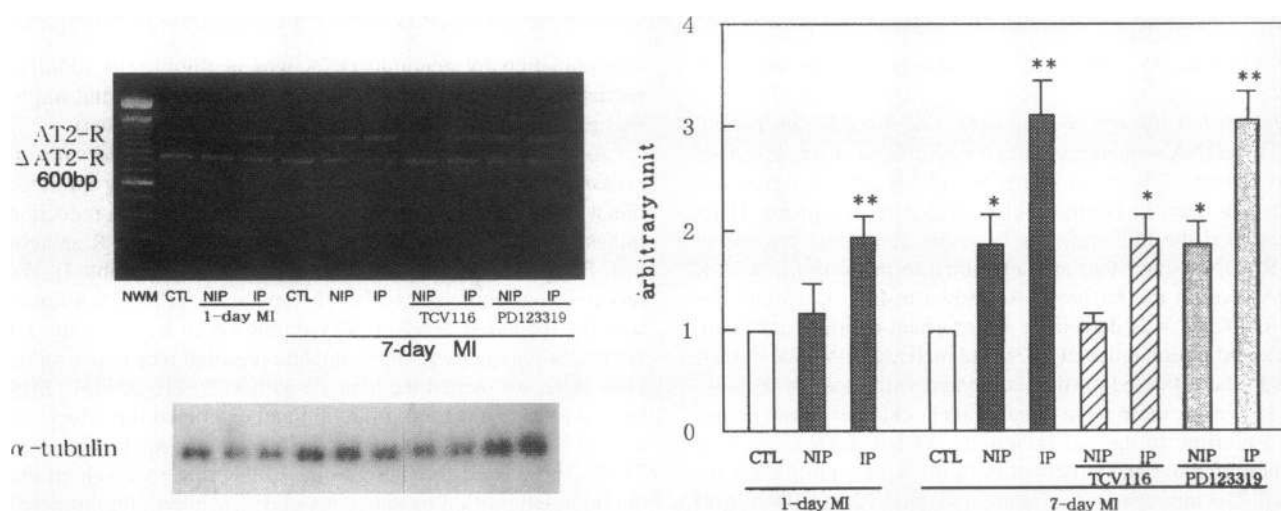 AT2-R
ΔAT2-R
600bp
NWM CTL NIP IP CTL NIP IP NIP IP NIP IP
1-day MI TCV116 PD123319
7-day MI
α-tubulin
arbitrary unit
4
3
2
1
0
** * ** * * **
CTL NIP IP CTL NIP IP NIP IP NIP IP
TCV116 PD123319
1-day MI 7-day MI